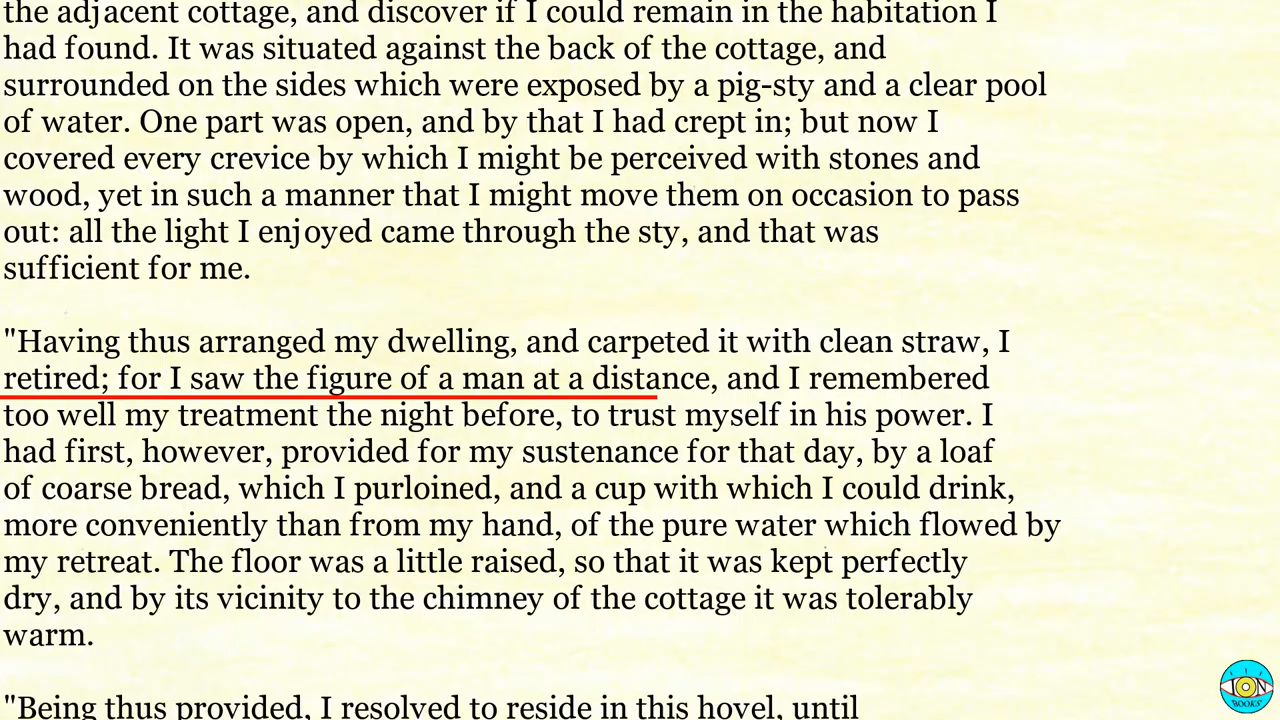 the adjacent cottage, and discover if I could remain in the habitation I
had found. It was situated against the back of the cottage, and
surrounded on the sides which were exposed by a pig-sty and a clear pool
of water. One part was open, and by that I had crept in; but now I
covered every crevice by which I might be perceived with stones and
wood, yet in such a manner that I might move them on occasion to pass
out: all the light I enjoyed came through the sty, and that was
sufficient for me.
"Having thus arranged my dwelling, and carpeted it with clean straw, I
retired; for I saw the figure of a man at a distance, and I remembered
too well my treatment the night before, to trust myself in his power. I
had first, however, provided for my sustenance for that day, by a loaf
of coarse bread, which I purloined, and a cup with which I could drink,
more conveniently than from my hand, of the pure water which flowed by
my retreat. The floor was a little raised, so that it was kept perfectly
dry, and by its vicinity to the chimney of the cottage it was tolerably
warm.
"Being thus provided, I resolved to reside in this hovel, until
ION
BOOKS